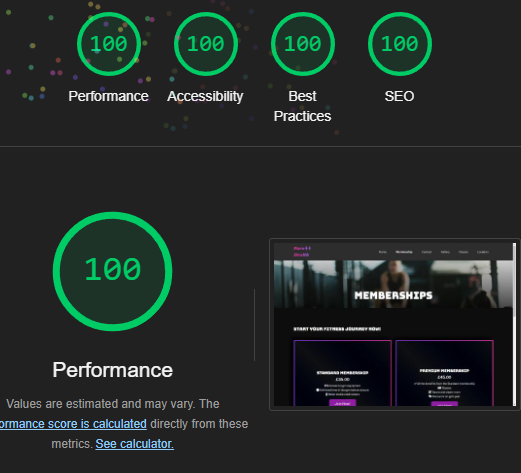 100
100
100
100
Performance
Accessibility
Best
Practices
SEO
100
Performance
Values are estimated and may vary. The
ormance score is calculated directly from these
metrics. See calculator.
MEMBERSHIPS
START YOUR FITNESS JOURNEY NOW!
STANDARD MEMBERSHIP
PREMIUM MEMBERSHIP